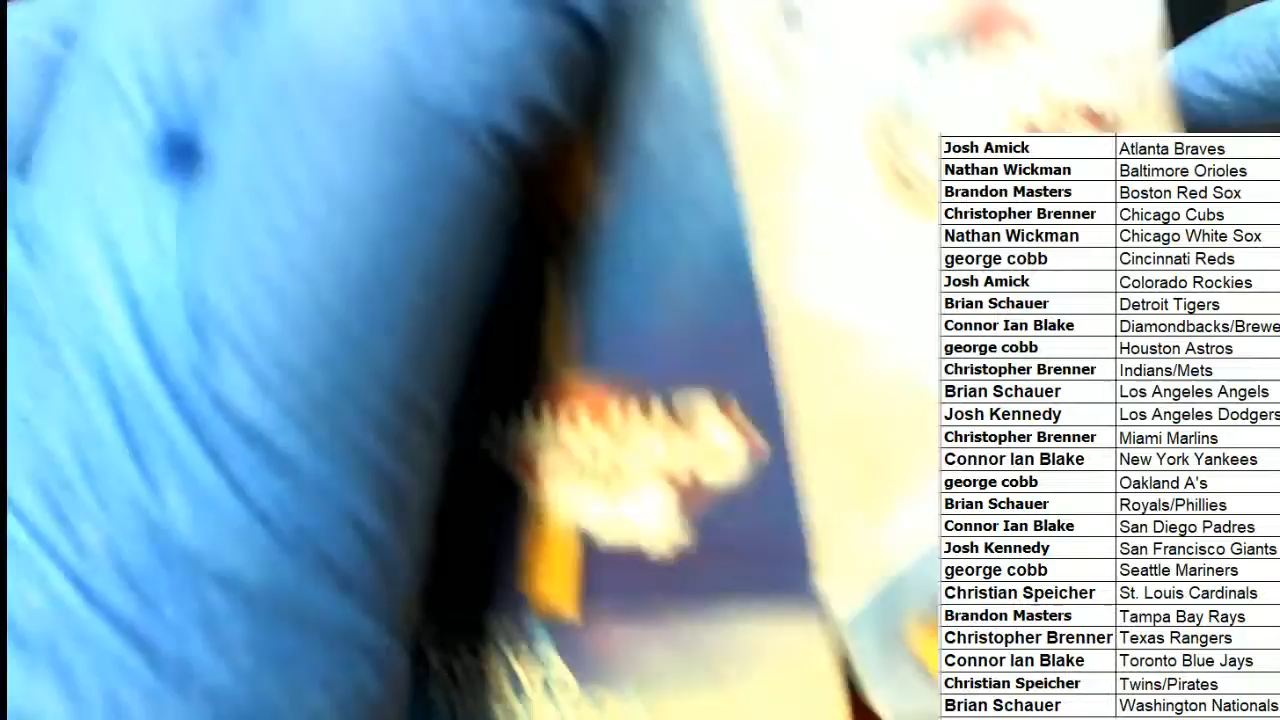 Josh Amick Atlanta Braves
Nathan Wickman Baltimore Orioles
Brandon Masters Boston Red Sox
Christopher Brenner Chicago Cubs
Nathan Wickman Chicago White Sox
george cobb Cincinnati Reds
Josh Amick Colorado Rockies
Brian Schauer Detroit Tigers
Connor Ian Blake Diamondbacks/Brewe
george cobb Houston Astros
Christopher Brenner Indians/Mets
Brian Schauer Los Angeles Angels
Josh Kennedy Los Angeles Dodgers
Christopher Brenner Miami Marlins
Connor Ian Blake New York Yankees
george cobb Oakland A's
Brian Schauer Royals/Phillies
Connor Ian Blake San Diego Padres
Josh Kennedy San Francisco Giants
george cobb Seattle Mariners
Christian Speicher St. Louis Cardinals
Brandon Masters Tampa Bay Rays
Christopher Brenner Texas Rangers
Connor Ian Blake Toronto Blue Jays
Christian Speicher Twins/Pirates
Brian Schauer Washington Nationals